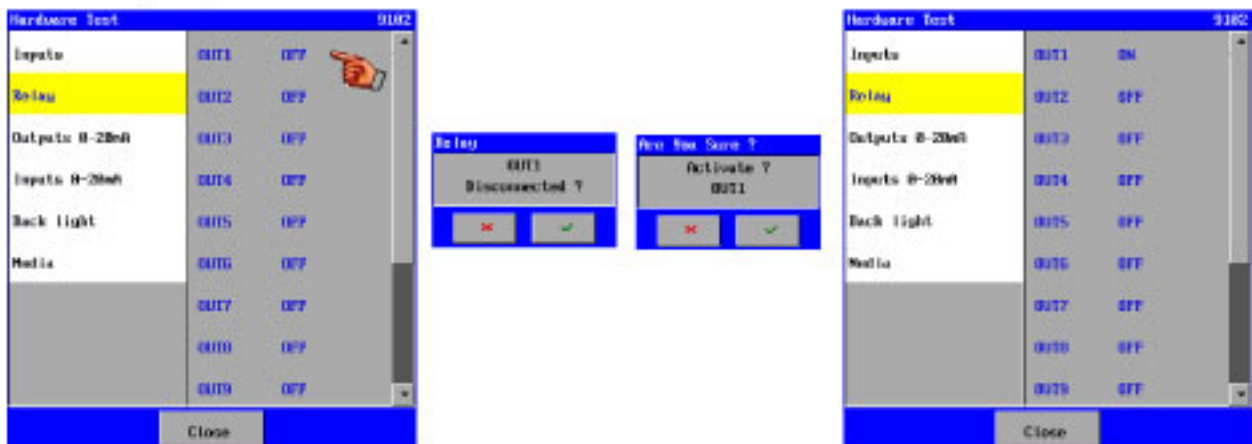 Hardware Test 9102
Inputs
Relay
Outputs 0-20mA
Inputs 0-20mA
Back light
Media
OUT1 OFF
OUT2 OFF
OUT3 OFF
OUT4 OFF
OUT5 OFF
OUT6 OFF
OUT7 OFF
OUT8 OFF
OUT9 OFF
Close
Relay
OUT1
Disconnected ?
Are You Sure ?
Activate ?
OUT1
Hardware Test 9102
Inputs
Relay
Outputs 0-20mA
Inputs 0-20mA
Back light
Media
OUT1 ON
OUT2 OFF
OUT3 OFF
OUT4 OFF
OUT5 OFF
OUT6 OFF
OUT7 OFF
OUT8 OFF
OUT9 OFF
Close